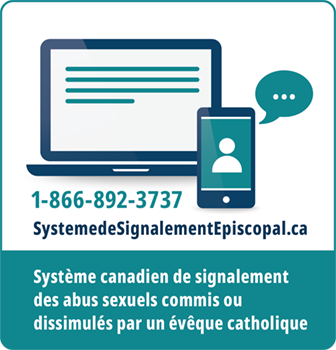 1-866-892-3737
SystemedeSignalementEpiscopal.ca
Système canadien de signalement
des abus sexuels commis ou
dissimulés par un évêque catholique